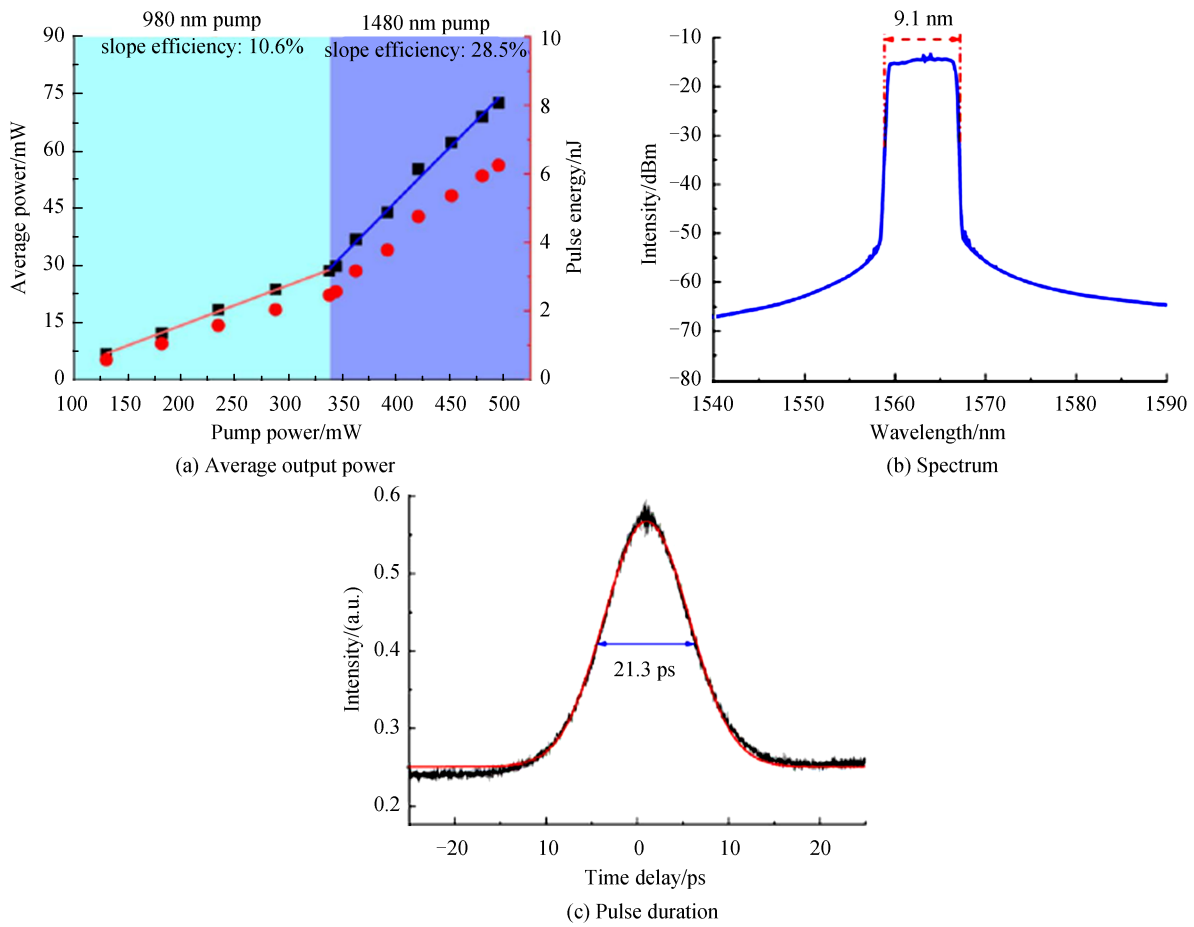 980 nm pump
slope efficiency: 10.6%
1480 nm pump
slope efficiency: 28.5%
90
75
60
45
30
15
0
Average power/mW
10
8
6
4
2
0
Pulse energy/nJ
100 150 200 250 300 350 400 450 500
Pump power/mW
(a) Average output power
9.1 nm
−10
−20
−30
−40
−50
−60
−70
−80
Intensity/dBm
1540 1550 1560 1570 1580 1590
Wavelength/nm
(b) Spectrum
0.6
0.5
0.4
0.3
0.2
Intensity/(a.u.)
21.3 ps
−20 10 0 10 20
Time delay/ps
(c) Pulse duration